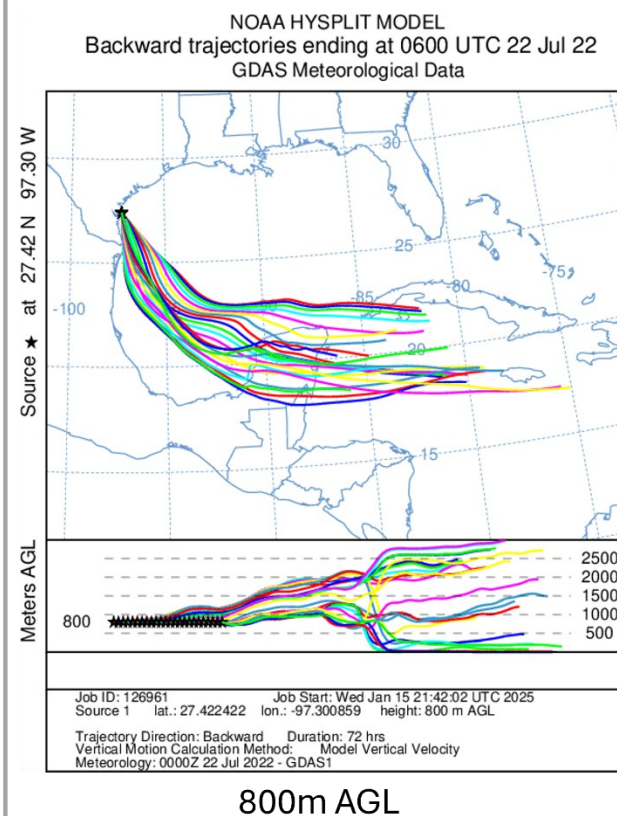 NOAA HYSPLIT MODEL
Backward trajectories ending at 0600 UTC 22 Jul 22
GDAS Meteorological Data
Source ★ at 27.42 N 97.30 W
30
25
-75
-80
-85
-100
20
15
Meters AGL
800
2500
2000
1500
1000
500
Job ID: 126961 Job Start: Wed Jan 15 21:42:02 UTC 2025
Source 1 lat.: 27.422422 lon.: -97.300859 height: 800 m AGL
Trajectory Direction: Backward Duration: 72 hrs
Vertical Motion Calculation Method: Model Vertical Velocity
Meteorology: 0000Z 22 Jul 2022 - GDAS1
800m AGL